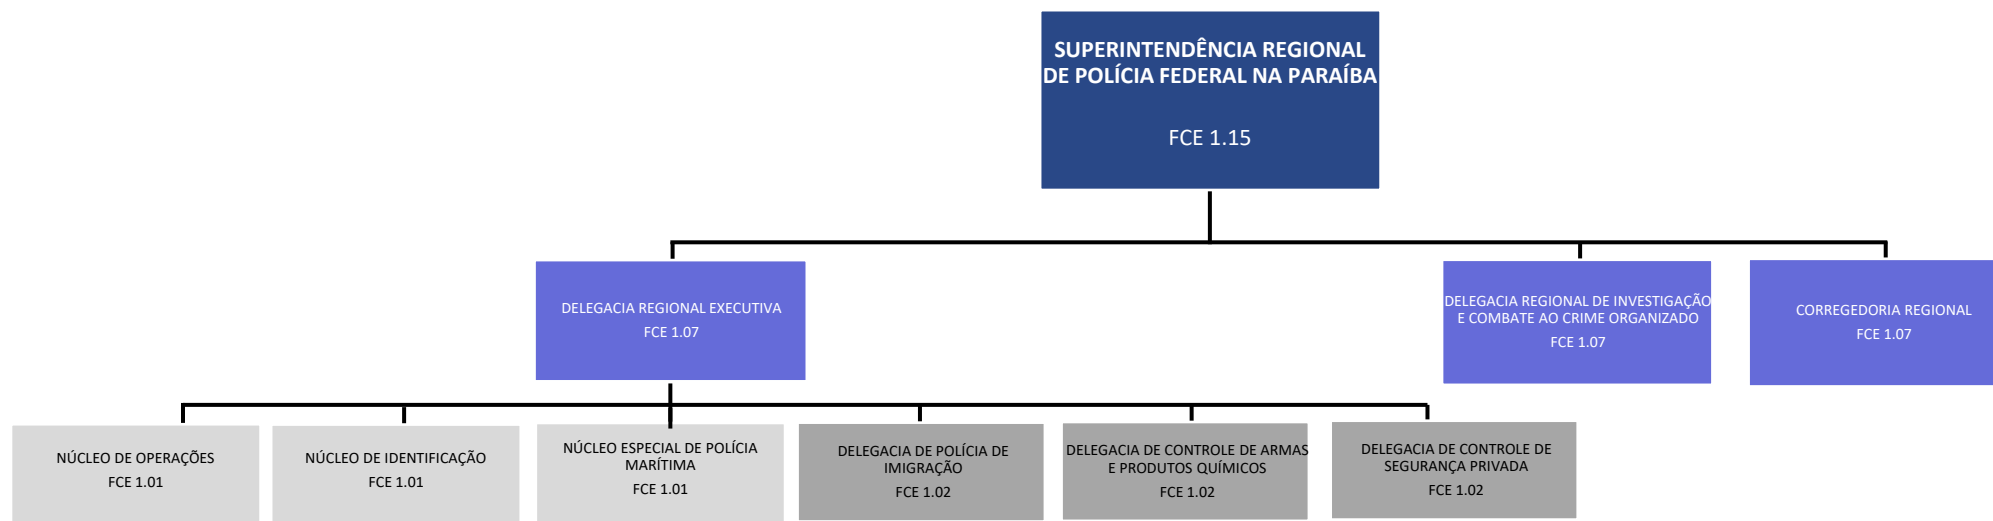 SUPERINTENDÊNCIA REGIONAL
DE POLÍCIA FEDERAL NA PARAÍBA
FCE 1.15
DELEGACIA REGIONAL EXECUTIVA
FCE 1.07
DELEGACIA REGIONAL DE INVESTIGAÇÃO
E COMBATE AO CRIME ORGANIZADO
FCE 1.07
CORREGEDORIA REGIONAL
FCE 1.07
NÚCLEO DE OPERAÇÕES
FCE 1.01
NÚCLEO DE IDENTIFICAÇÃO
FCE 1.01
NÚCLEO ESPECIAL DE POLÍCIA
MARÍTIMA
FCE 1.01
DELEGACIA DE POLÍCIA DE
IMIGRAÇÃO
FCE 1.02
DELEGACIA DE CONTROLE DE ARMAS
E PRODUTOS QUÍMICOS
FCE 1.02
DELEGACIA DE CONTROLE DE
SEGURANÇA PRIVADA
FCE 1.02